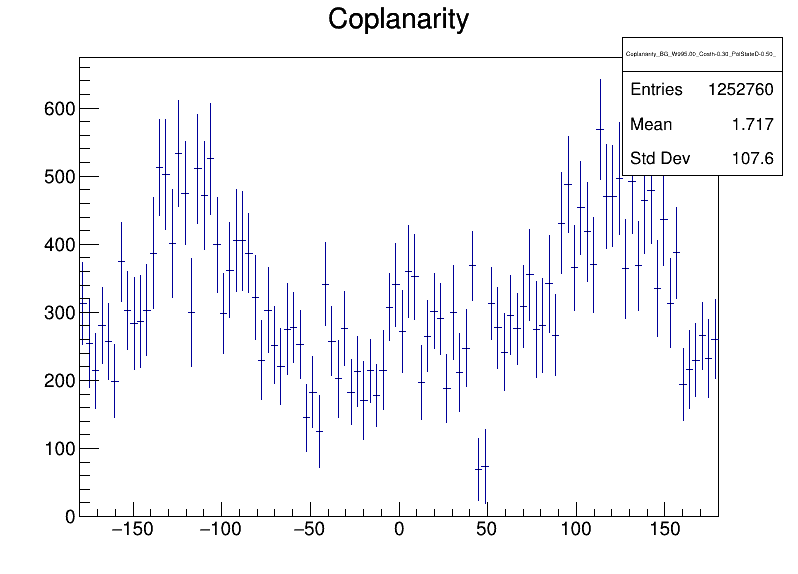 Coplanarity
Coplanarity_BG_W995.00_Costh-0.30_PolStateD-0.50_
Entries 1252760
Mean 1.717
Std Dev 107.6
600
500
400
300
200
100
0
−150 −100 −50 0 50 100 150